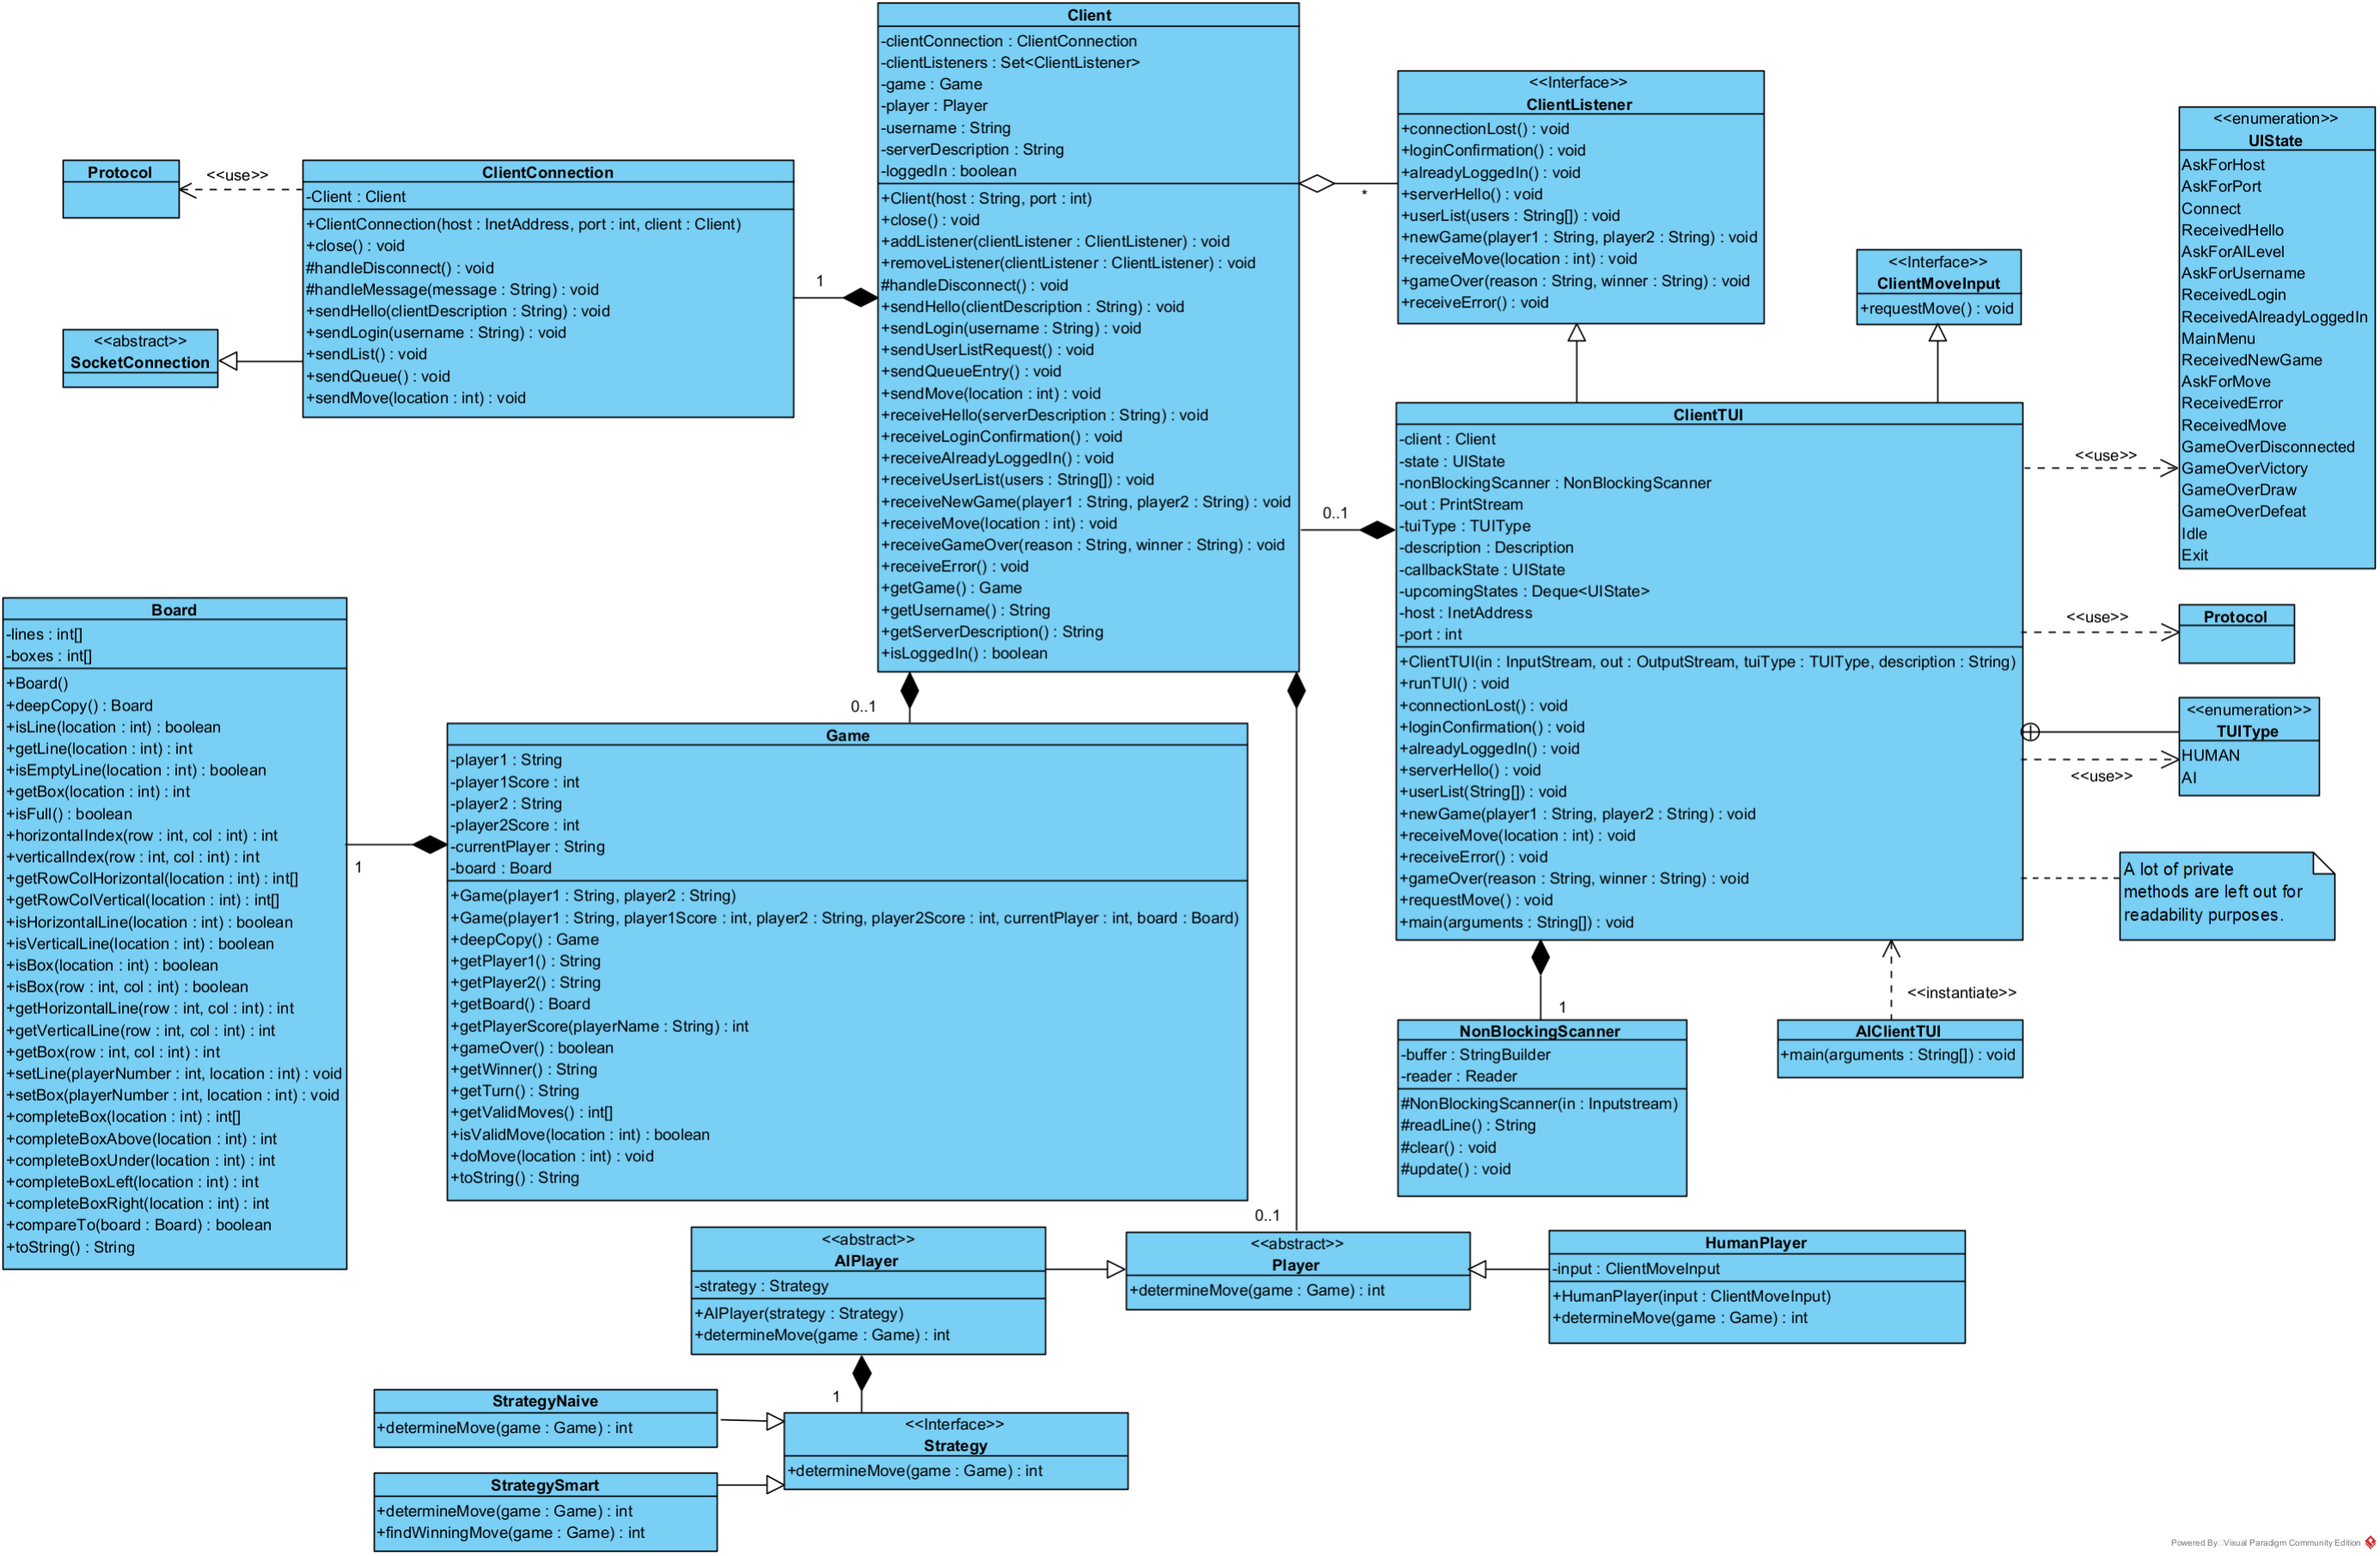 Client
-clientConnection : ClientConnection
-clientListeners : Set<ClientListener>
-game : Game
-player : Player
-username : String
-serverDescription : String
-loggedIn : boolean
+Client(host : String, port : int)
+close() : void
+addListener(clientListener : ClientListener) : void
+removeListener(clientListener : ClientListener) : void
#handleDisconnect() : void
+sendHello(clientDescription : String) : void
+sendLogin(username : String) : void
+sendUserListRequest() : void
+sendQueueEntry() : void
+sendMove(location : int) : void
+receiveHello(serverDescription : String) : void
+receiveLoginConfirmation() : void
+receiveAlreadyLoggedIn() : void
+receiveUserList(users : String[]) : void
+receiveNewGame(player1 : String, player2 : String) : void
+receiveMove(location : int) : void
+receiveGameOver(reason : String, winner : String) : void
+receiveError() : void
+getGame() : Game
+getUsername() : String
+getServerDescription() : String
+isLoggedIn() : boolean
<<Interface>>
ClientListener
+connectionLost() : void
+loginConfirmation() : void
+alreadyLoggedIn() : void
+serverHello() : void
+userList(users : String[]) : void
+newGame(player1 : String, player2 : String) : void
+receiveMove(location : int) : void
+gameOver(reason : String, winner : String) : void
+receiveError() : void
*
<<enumeration>>
UIState
AskForHost
AskForPort
Connect
ReceivedHello
AskForAILevel
AskForUsername
ReceivedLogin
ReceivedAlreadyLoggedIn
MainMenu
ReceivedNewGame
AskForMove
ReceivedError
ReceivedMove
GameOverDisconnected
GameOverVictory
GameOverDraw
GameOverDefeat
Idle
Exit
Protocol
<<use>>
ClientConnection
-Client : Client
+ClientConnection(host : InetAddress, port : int, client : Client)
+close() : void
#handleDisconnect() : void
#handleMessage(message : String) : void
+sendHello(clientDescription : String) : void
+sendLogin(username : String) : void
+sendList() : void
+sendQueue() : void
+sendMove(location : int) : void
1
<<abstract>>
SocketConnection
<<Interface>>
ClientMoveInput
+requestMove() : void
ClientTUI
-client : Client
-state : UIState
-nonBlockingScanner : NonBlockingScanner
-out : PrintStream
-tuiType : TUIType
-description : Description
-callbackState : UIState
-upcomingStates : Deque<UIState>
-host : InetAddress
-port : int
+ClientTUI(in : InputStream, out : OutputStream, tuiType : TUIType, description : String)
+runTUI() : void
+connectionLost() : void
+loginConfirmation() : void
+alreadyLoggedIn() : void
+serverHello() : void
+userList(String[]) : void
+newGame(player1 : String, player2 : String) : void
+receiveMove(location : int) : void
+receiveError() : void
+gameOver(reason : String, winner : String) : void
+requestMove() : void
+main(arguments : String[]) : void
<<use>>
0..1
<<use>>
Protocol
<<enumeration>>
TUIType
HUMAN
AI
<<use>>
A lot of private
methods are left out for
readability purposes.
Board
-lines : int[]
-boxes : int[]
+Board()
+deepCopy() : Board
+isLine(location : int) : boolean
+getLine(location : int) : int
+isEmptyLine(location : int) : boolean
+getBox(location : int) : int
+isFull() : boolean
+horizontalIndex(row : int, col : int) : int
+verticalIndex(row : int, col : int) : int
+getRowColHorizontal(location : int) : int[]
+getRowColVertical(location : int) : int[]
+isHorizontalLine(location : int) : boolean
+isVerticalLine(location : int) : boolean
+isBox(location : int) : boolean
+isBox(row : int, col : int) : boolean
+getHorizontalLine(row : int, col : int) : int
+getVerticalLine(row : int, col : int) : int
+getBox(row : int, col : int) : int
+setLine(playerNumber : int, location : int) : void
+setBox(playerNumber : int, location : int) : void
+completeBox(location : int) : int[]
+completeBoxAbove(location : int) : int
+completeBoxUnder(location : int) : int
+completeBoxLeft(location : int) : int
+completeBoxRight(location : int) : int
+compareTo(board : Board) : boolean
+toString() : String
1
0..1
Game
-player1 : String
-player1Score : int
-player2 : String
-player2Score : int
-currentPlayer : String
-board : Board
+Game(player1 : String, player2 : String)
+Game(player1 : String, player1Score : int, player2 : String, player2Score : int, currentPlayer : int, board : Board)
+deepCopy() : Game
+getPlayer1() : String
+getPlayer2() : String
+getBoard() : Board
+getPlayerScore(playerName : String) : int
+gameOver() : boolean
+getWinner() : String
+getTurn() : String
+getValidMoves() : int[]
+isValidMove(location : int) : boolean
+doMove(location : int) : void
+toString() : String
1
NonBlockingScanner
-buffer : StringBuilder
-reader : Reader
#NonBlockingScanner(in : Inputstream)
#readLine() : String
#clear() : void
#update() : void
<<instantiate>>
AIClientTUI
+main(arguments : String[]) : void
0..1
<<abstract>>
AIPlayer
-strategy : Strategy
+AIPlayer(strategy : Strategy)
+determineMove(game : Game) : int
<<abstract>>
Player
+determineMove(game : Game) : int
HumanPlayer
-input : ClientMoveInput
+HumanPlayer(input : ClientMoveInput)
+determineMove(game : Game) : int
1
StrategyNaive
+determineMove(game : Game) : int
<<Interface>>
Strategy
+determineMove(game : Game) : int
StrategySmart
+determineMove(game : Game) : int
+findWinningMove(game : Game) : int
Powered By Visual Paradigm Community Edition